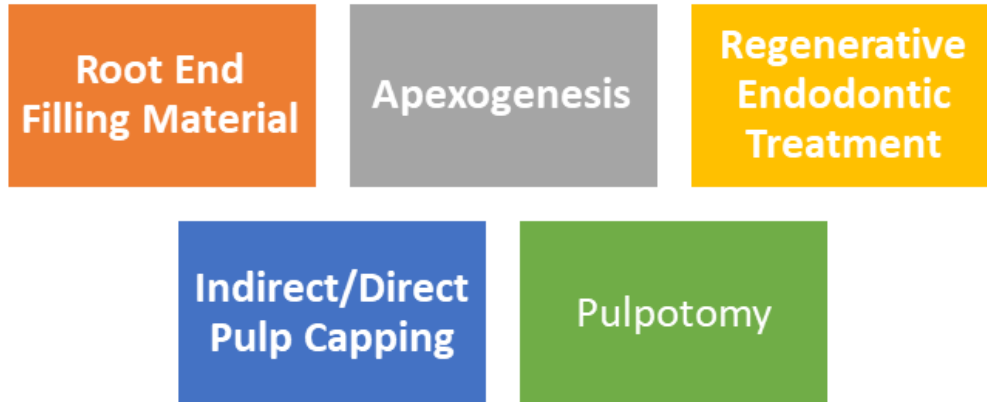 Root End
Filling Material
Apexogenesis
Regenerative
Endodontic
Treatment
Indirect/Direct
Pulp Capping
Pulpotomy